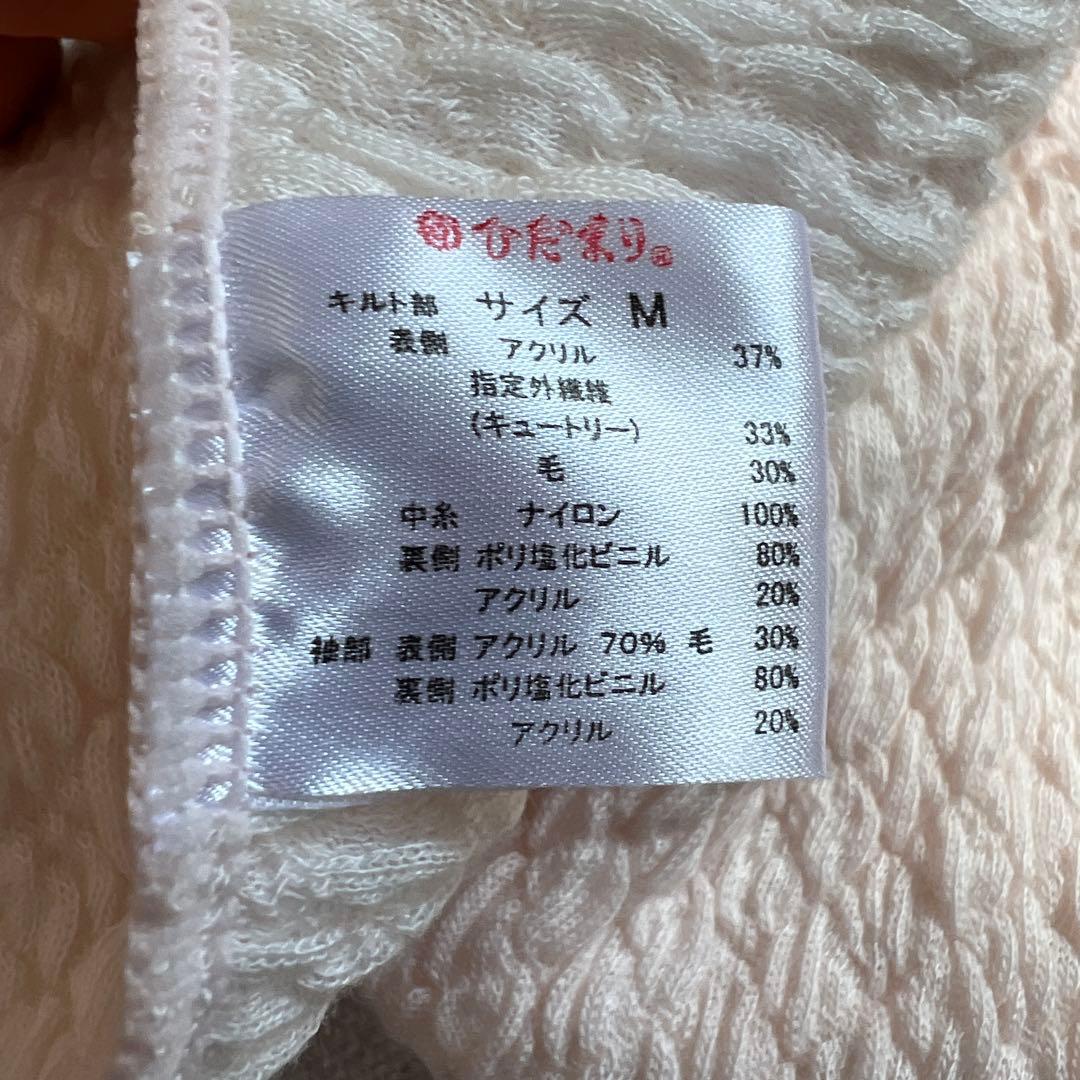 ひだまり
キルト部 サイズ M
表側 アクリル 37%
指定外繊維
(キュートリー) 33%
毛 30%
中糸 ナイロン 100%
裏側 ポリ塩化ビニル 80%
アクリル 20%
袖部 表側 アクリル 70% 毛 30%
裏側 ポリ塩化ビニル 80%
アクリル 20%